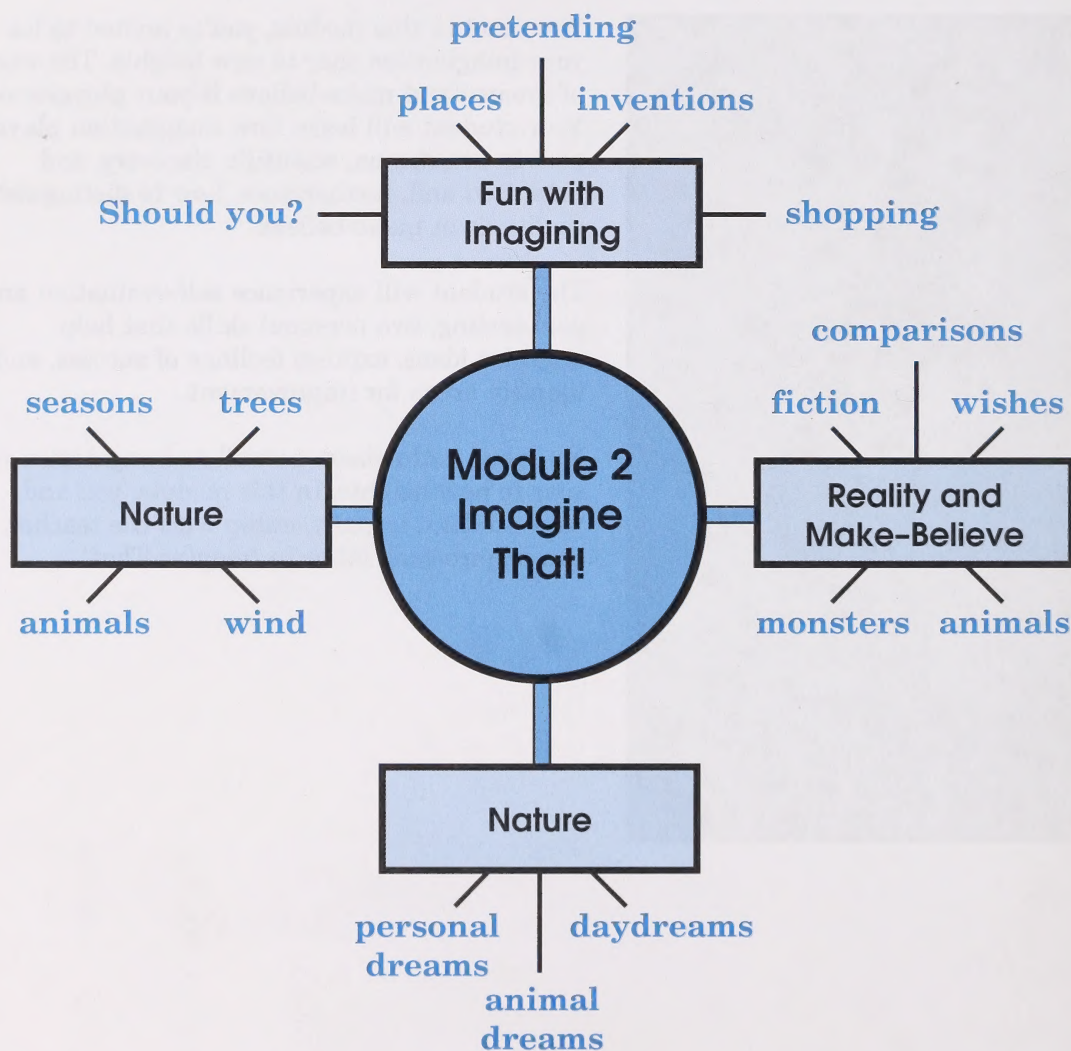 pretending
places
inventions
Fun with
Imagining
Should you?
shopping
comparisons
seasons
trees
fiction
wishes
Module 2
Imagine
That!
Nature
Reality and
Make-Believe
animals
wind
monsters
animals
Nature
personal
dreams
daydreams
animal
dreams